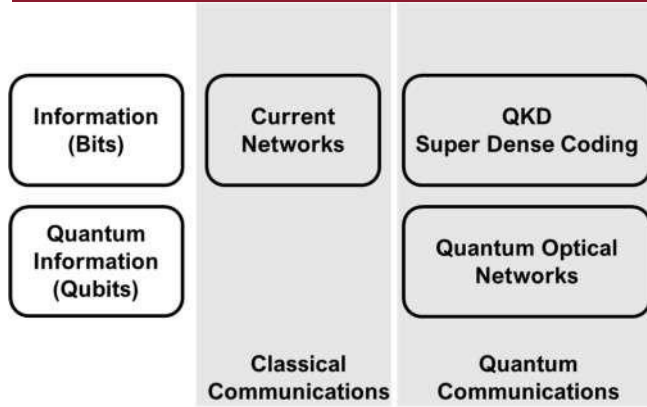 Information
(Bits)
Current
Networks
QKD
Super Dense Coding
Quantum
Information
(Qubits)
Quantum Optical
Networks
Classical
Communications
Quantum
Communications